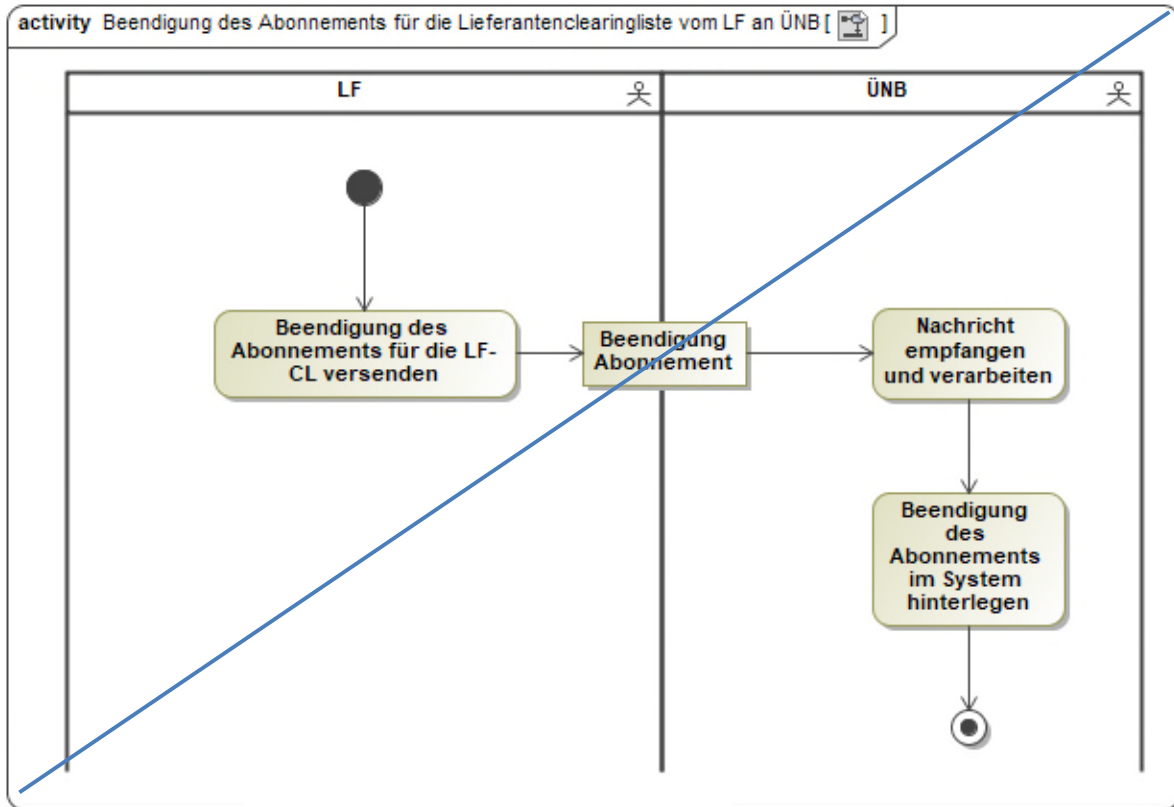 activity Beendigung des Abonnements für die Lieferantenclearingliste vom LF an ÜNB [ ]
LF
ÜNB
Beendigung des
Abonnements für die LF-
CL versenden
Beendigung
Abonnement
Nachricht
empfangen
und verarbeiten
Beendigung
des
Abonnements
im System
hinterlegen